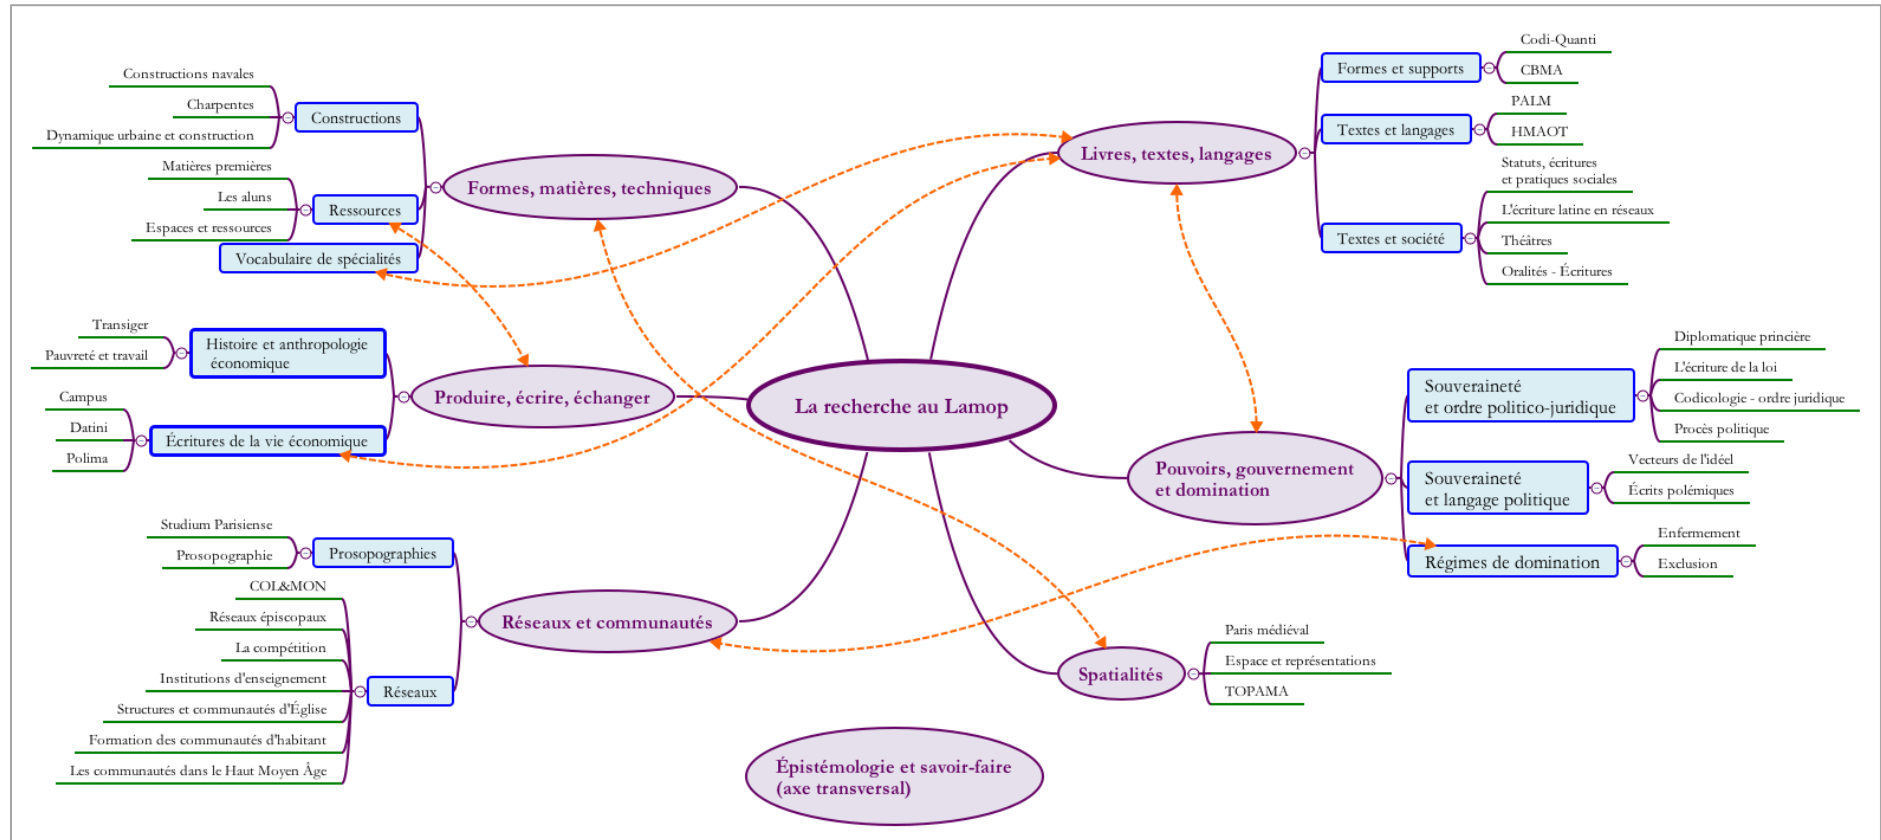 La recherche au Lamop
Formes, matières, techniques
Constructions
Constructions navales
Charpentes
Dynamique urbaine et construction
Ressources
Matières premières
Les aluns
Espaces et ressources
Vocabulaire de spécialités
Produire, écrire, échanger
Histoire et anthropologie
économique
Transiger
Pauvreté et travail
Écritures de la vie économique
Campus
Datini
Polima
Réseaux et communautés
Prosopographies
Studium Parisiense
Prosopographie
Réseaux
COL&MON
Réseaux épiscopaux
La compétition
Institutions d'enseignement
Structures et communautés d'Église
Formation des communautés d'habitant
Les communautés dans le Haut Moyen Âge
Livres, textes, langages
Formes et supports
Codi-Quanti
CBMA
Textes et langages
PALM
HMAOT
Textes et société
Statuts, écritures
et pratiques sociales
L'écriture latine en réseaux
Théâtres
Oralités - Écritures
Pouvoirs, gouvernement
et domination
Souveraineté
et ordre politico-juridique
Diplomatique princière
L'écriture de la loi
Codicologie - ordre juridique
Procès politique
Souveraineté
et langage politique
Vecteurs de l'idéel
Écrits polémiques
Régimes de domination
Enfermement
Exclusion
Spatialités
Paris médiéval
Espace et représentations
TOPAMA
Épistémologie et savoir-faire
(axe transversal)